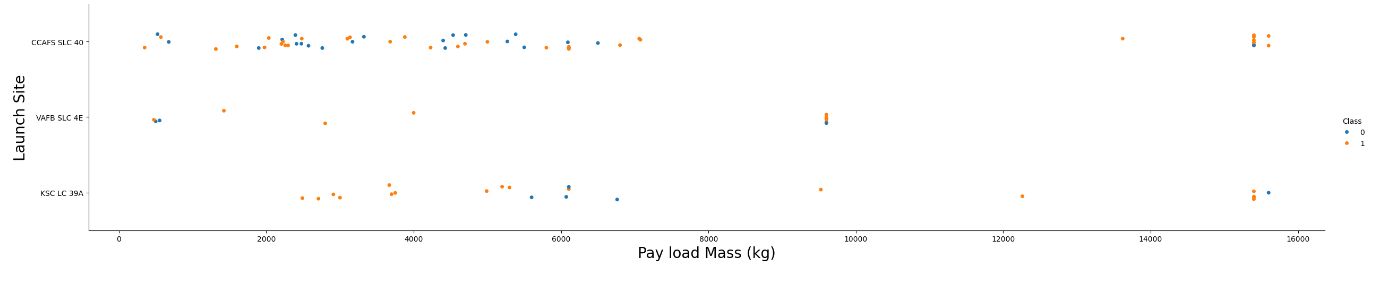 Launch Site
CCAFS SLC 40
VAFB SLC 4E
KSC LC 39A
0 2000 4000 6000 8000 10000 12000 14000 16000
Pay load Mass (kg)
Class
0
1